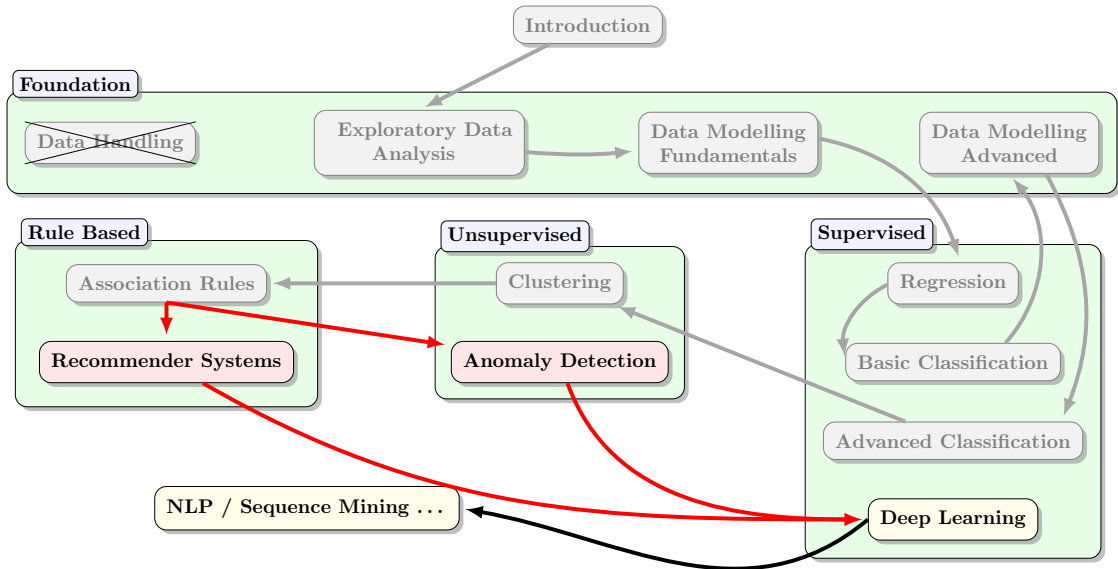 Introduction
Foundation
Data Handling
Exploratory Data
Analysis
Data Modelling
Fundamentals
Data Modelling
Advanced
Rule Based
Unsupervised
Supervised
Association Rules
Clustering
Regression
Recommender Systems
Anomaly Detection
Basic Classification
Advanced Classification
NLP / Sequence Mining ...
Deep Learning